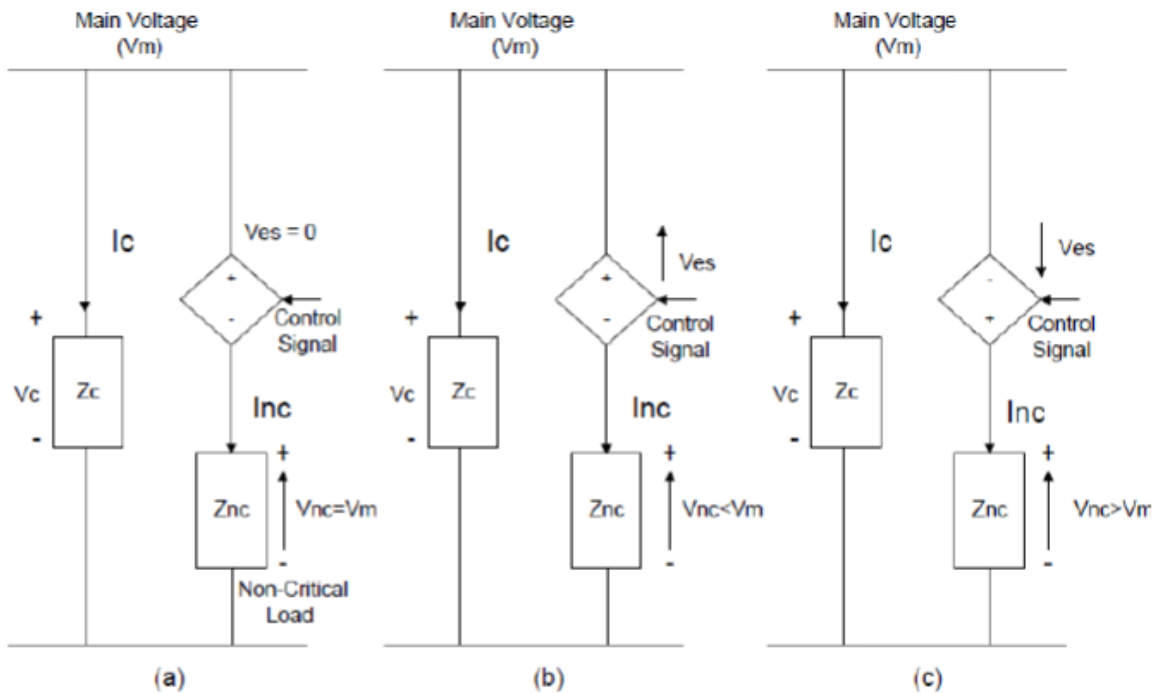 Main Voltage
(Vm)
Ic
Ves = 0
+
-
Control
Signal
+
Vc
Zc
-
Inc
+
Znc
Vnc=Vm
-
Non-Critical
Load
(a)
Main Voltage
(Vm)
Ic
Ves
+
-
Control
Signal
+
Vc
Zc
-
Inc
+
Znc
Vnc<Vm
-
(b)
Main Voltage
(Vm)
Ic
Ves
-
+
Control
Signal
+
Vc
Zc
-
Inc
+
Znc
Vnc>Vm
-
(c)